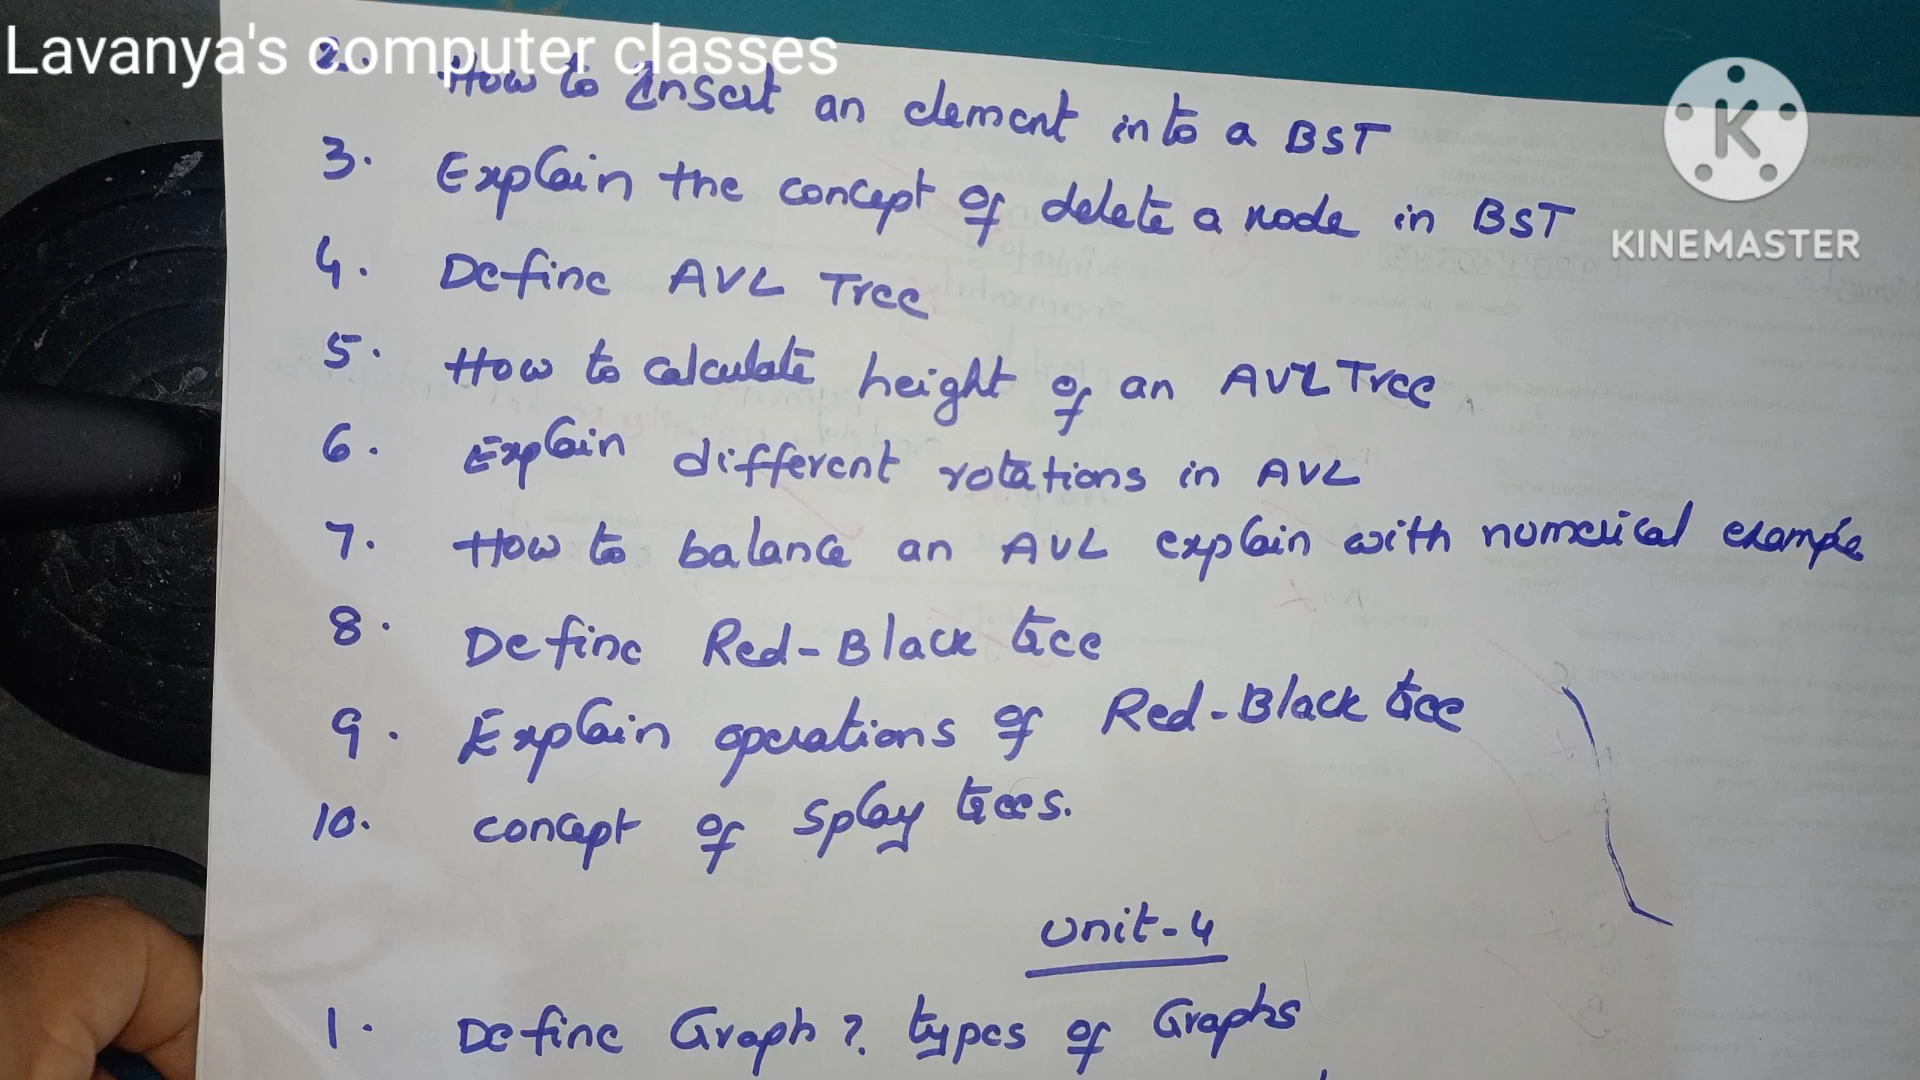 Lavanya's computer classes
2. How to Insert an element into a BST
3. Explain the concept of delete a node in BST
4. Define AVL Tree
5. How to calculate height of an AVL Tree
6. Explain different rotations in AVL
7. How to balance an AVL explain with numerical example
8. Define Red-Black tree
9. Explain operations of Red-Black tree
10. concept of Splay trees.
Unit-4
1. Define Graph? types of Graphs
K
KINEMASTER